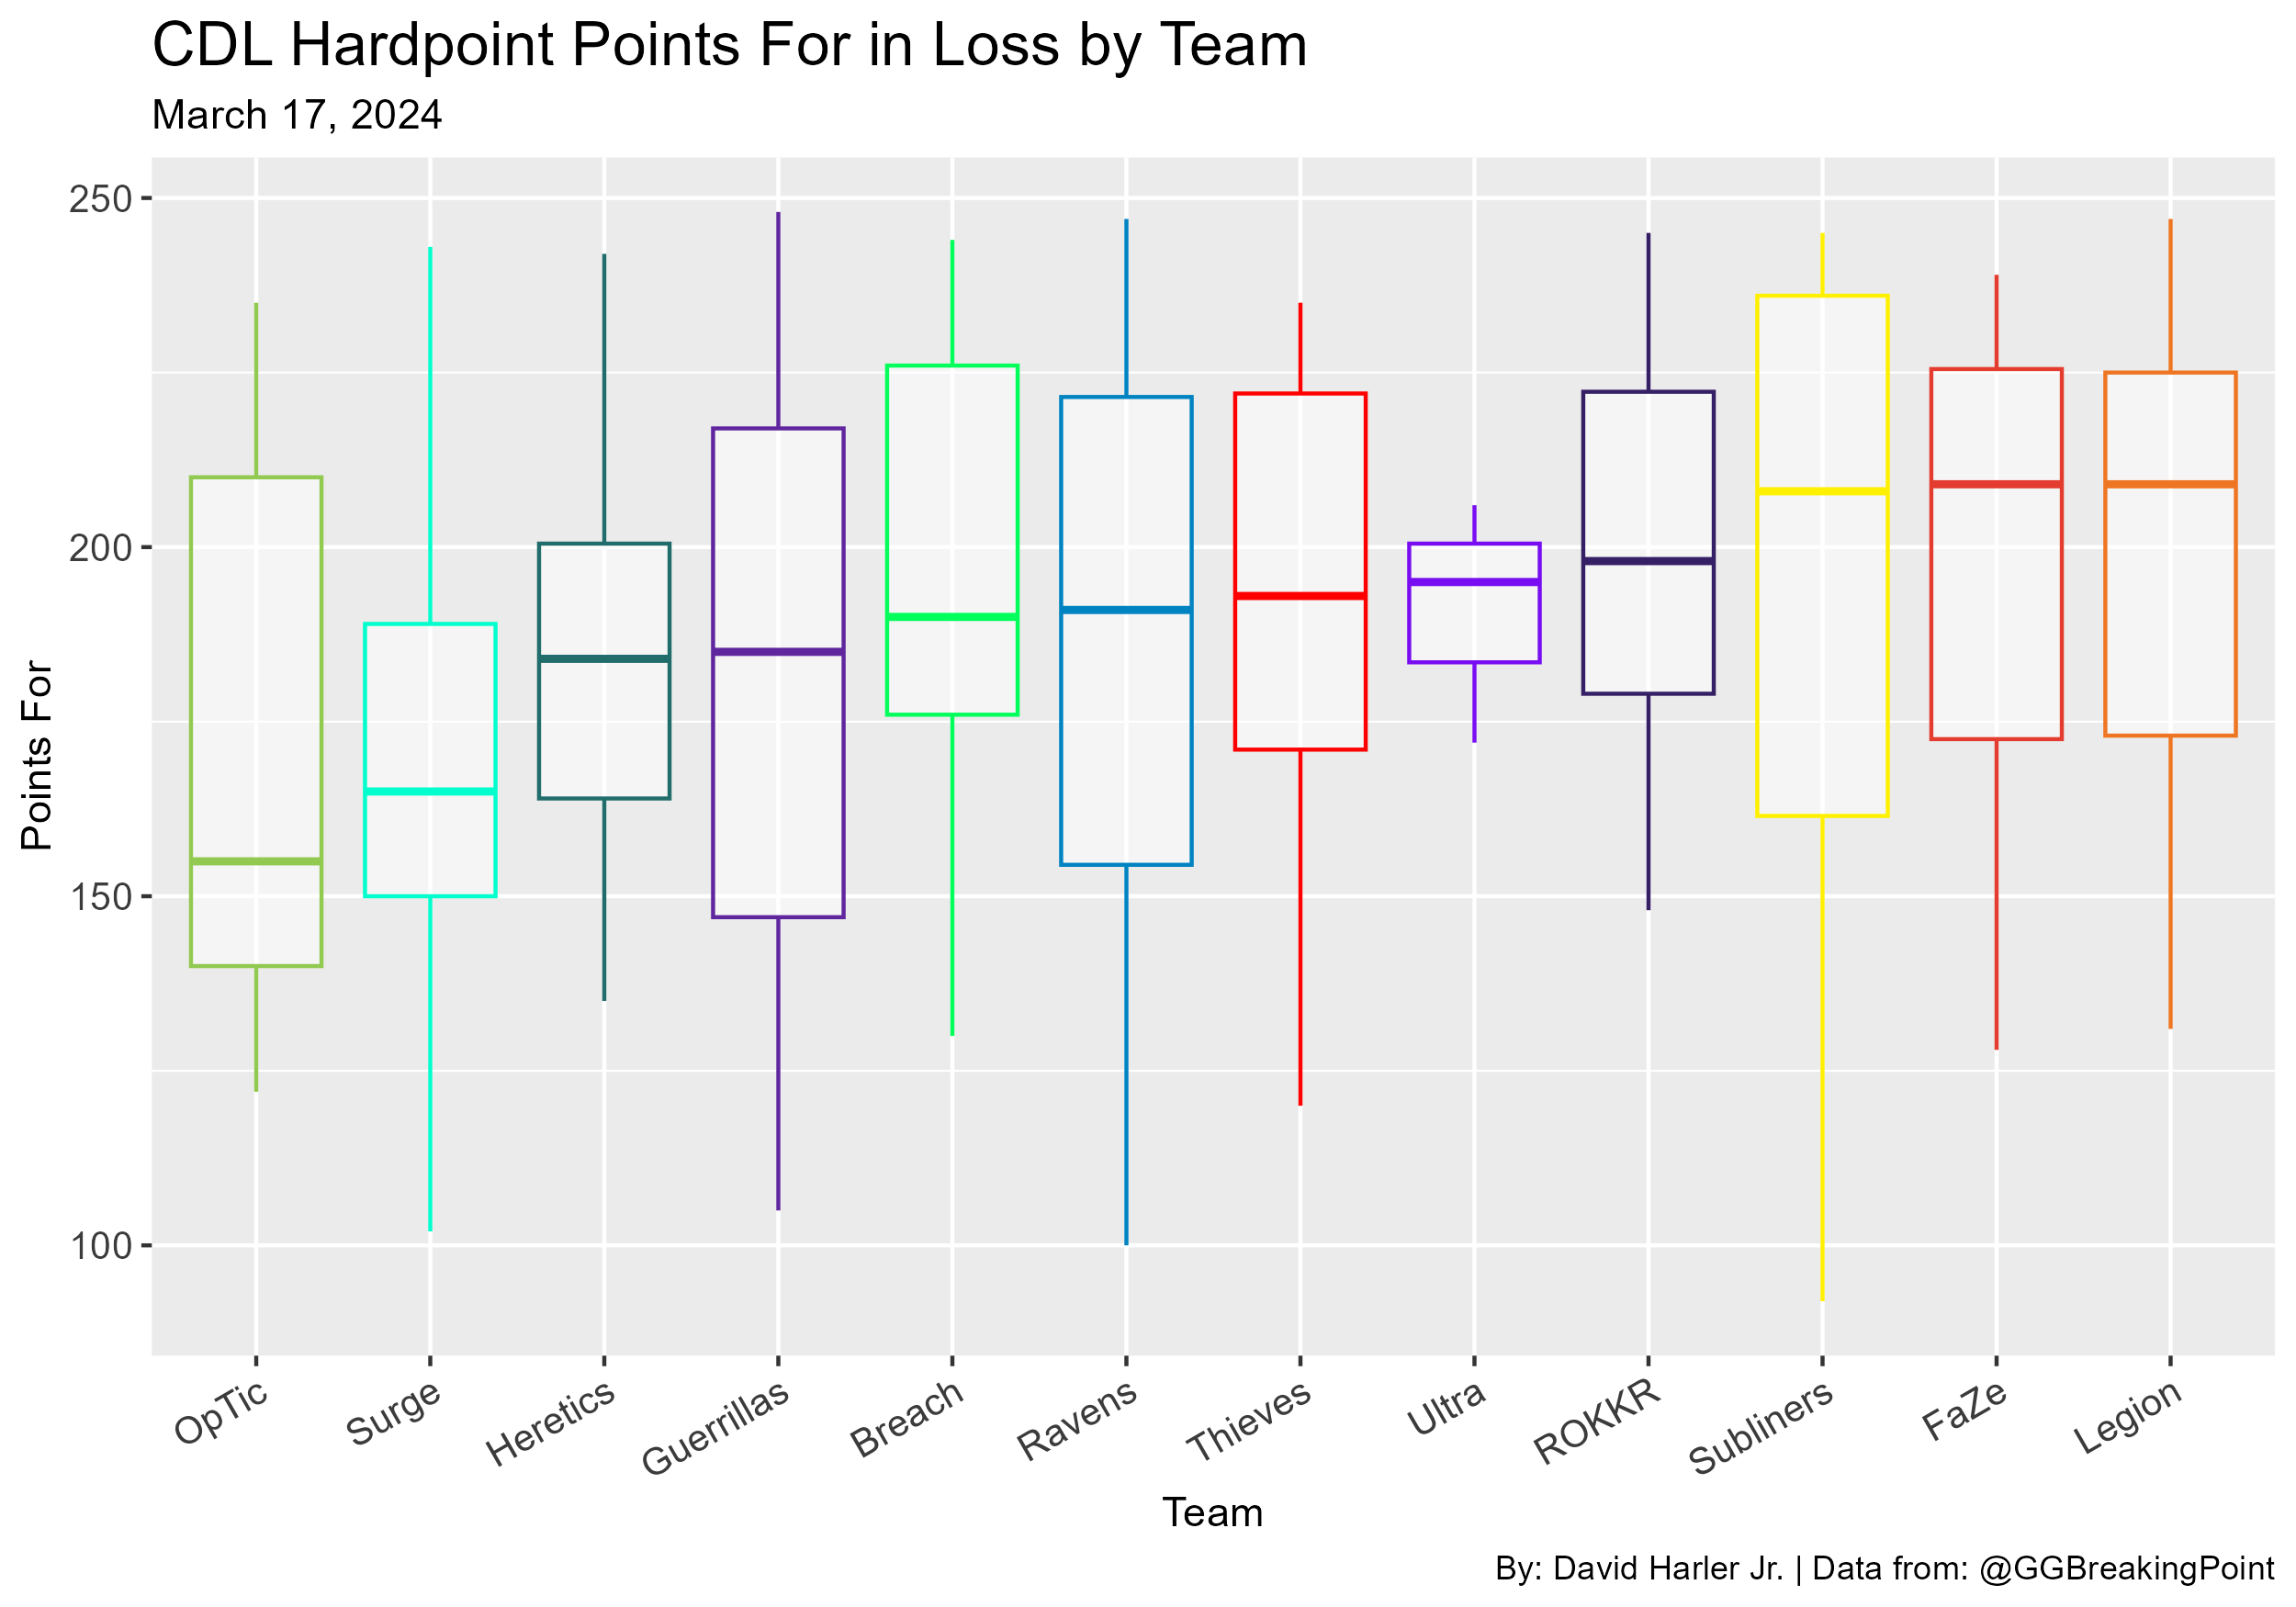 CDL Hardpoint Points For in Loss by Team
March 17, 2024
Points For
250
200
150
100
OpTic
Surge
Heretics
Guerrillas
Breach
Ravens
Thieves
Ultra
ROKKR
Subliners
FaZe
Legion
Team
By: David Harler Jr. | Data from: @GGBreakingPoint